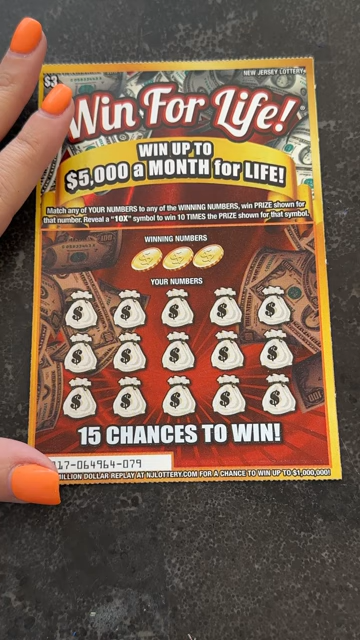 $3
NEW JERSEY LOTTERY
Win For Life!
WIN UP TO
$5,000 a MONTH for LIFE!
Match any of YOUR NUMBERS to any of the WINNING NUMBERS, win PRIZE shown for
that number. Reveal a "10X" symbol to win 10 TIMES the PRIZE shown for that symbol.
WINNING NUMBERS
YOUR NUMBERS
$ $ $ $ $
$ $ $ $ $
$ $ $ $ $
15 CHANCES TO WIN!
17-064964-079
MILLION DOLLAR REPLAY AT NJLOTTERY.COM FOR A CHANCE TO WIN UP TO $1,000,000!